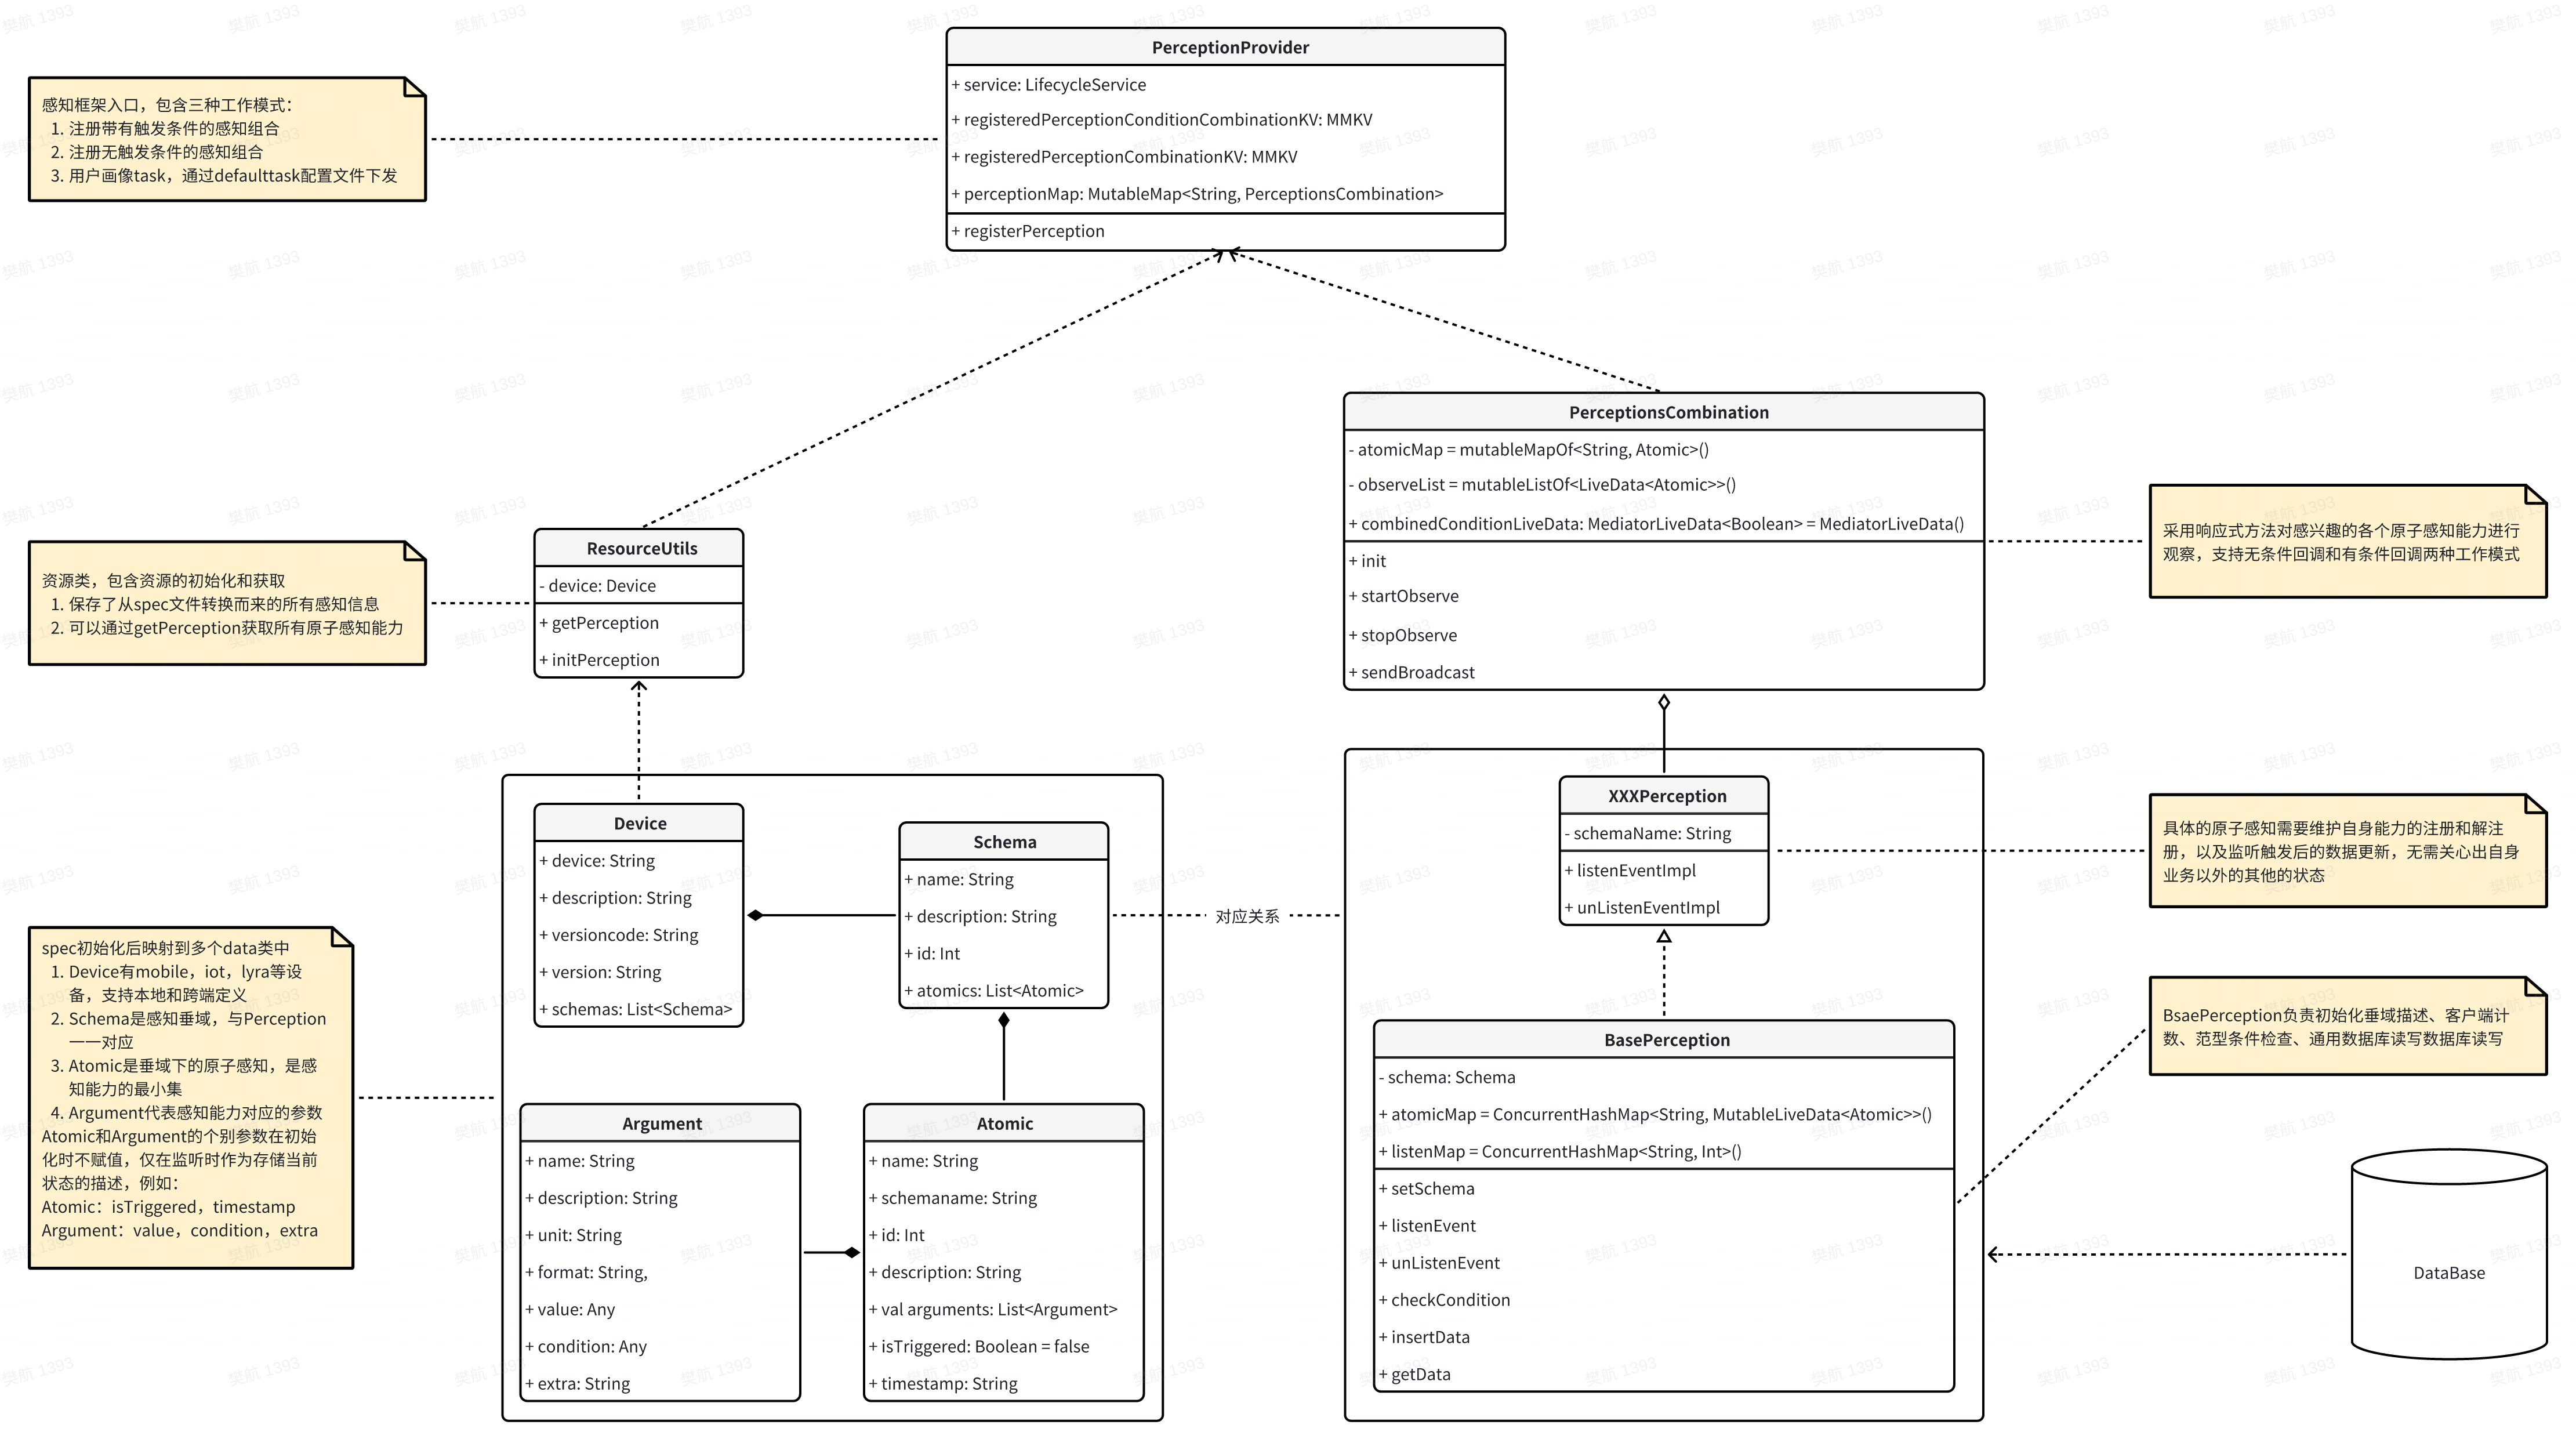 PerceptionProvider
+ service: LifecycleService
+ registeredPerceptionConditionCombinationKV: MMKV
+ registeredPerceptionCombinationKV: MMKV
+ perceptionMap: MutableMap<String, PerceptionsCombination>
+ registerPerception
感知框架入口，包含三种工作模式：
1. 注册带有触发条件的感知组合
2. 注册无触发条件的感知组合
3. 用户画像task，通过defaulttask配置文件下发
PerceptionsCombination
- atomicMap = mutableMapOf<String, Atomic>()
- observeList = mutableListOf<LiveData<Atomic>>()
+ combinedConditionLiveData: MediatorLiveData<Boolean> = MediatorLiveData()
+ init
+ startObserve
+ stopObserve
+ sendBroadcast
采用响应式方法对感兴趣的各个原子感知能力进行
观察，支持无条件回调和有条件回调两种工作模式
资源类，包含资源的初始化和获取
1. 保存了从spec文件转换而来的所有感知信息
2. 可以通过getPerception获取所有原子感知能力
ResourceUtils
- device: Device
+ getPerception
+ initPerception
Device
+ device: String
+ description: String
+ versioncode: String
+ version: String
+ schemas: List<Schema>
Schema
+ name: String
+ description: String
+ id: Int
+ atomics: List<Atomic>
对应关系
XXXPerception
- schemaName: String
+ listenEventImpl
+ unListenEventImpl
具体的原子感知需要维护自身能力的注册和解注
册，以及监听触发后的数据更新，无需关心出自身
业务以外的其他的状态
spec初始化后映射到多个data类中
1. Device有mobile，iot，lyra等设
备，支持本地和跨端定义
2. Schema是感知垂域，与Perception
一一对应
3. Atomic是垂域下的原子感知，是感
知能力的最小集
4. Argument代表感知能力对应的参数
Atomic和Argument的个别参数在初始
化时不赋值，仅在监听时作为存储当前
状态的描述，例如：
Atomic：isTriggered，timestamp
Argument：value，condition，extra
Argument
+ name: String
+ description: String
+ unit: String
+ format: String,
+ value: Any
+ condition: Any
+ extra: String
Atomic
+ name: String
+ schemaname: String
+ id: Int
+ description: String
+ val arguments: List<Argument>
+ isTriggered: Boolean = false
+ timestamp: String
BasePerception
- schema: Schema
+ atomicMap = ConcurrentHashMap<String, MutableLiveData<Atomic>>()
+ listenMap = ConcurrentHashMap<String, Int>()
+ setSchema
+ listenEvent
+ unListenEvent
+ checkCondition
+ insertData
+ getData
BsaePerception负责初始化垂域描述、客户端计
数、范型条件检查、通用数据库读写数据库读写
DataBase
樊航 1393